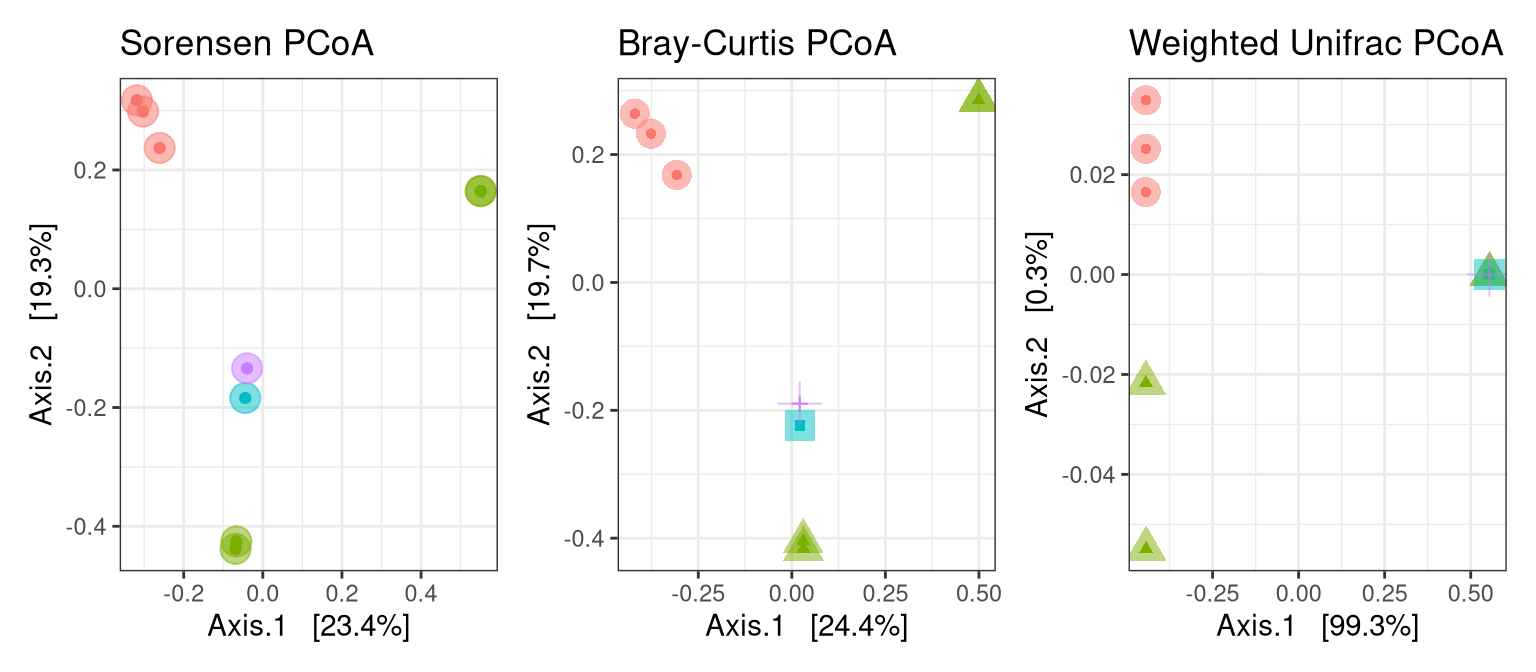 Sorensen PCoA
Axis.2   [19.3%]
0.2
0.0
-0.2
-0.4
-0.2 0.0 0.2 0.4
Axis.1   [23.4%]
Bray-Curtis PCoA
Axis.2   [19.7%]
0.2
0.0
-0.2
-0.4
-0.25 0.00 0.25 0.50
Axis.1   [24.4%]
Weighted Unifrac PCoA
Axis.2   [0.3%]
0.02
0.00
-0.02
-0.04
-0.25 0.00 0.25 0.50
Axis.1   [99.3%]